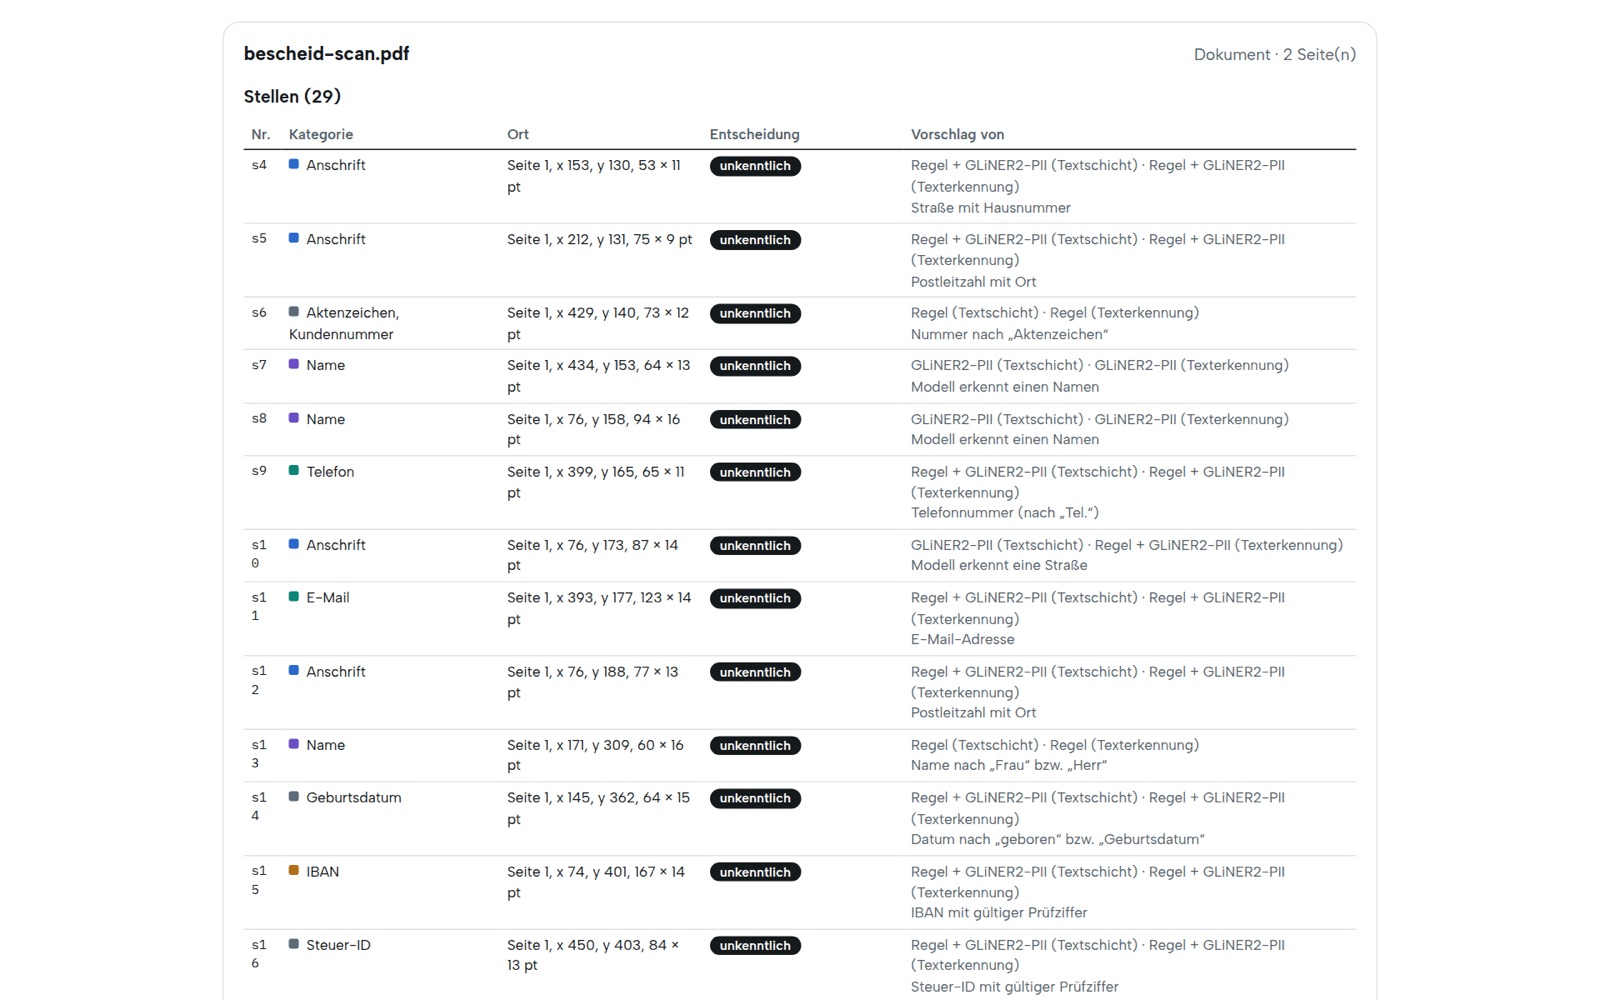 bescheid-scan.pdf
Dokument · 2 Seite(n)
Stellen (29)
Nr. Kategorie Ort Entscheidung Vorschlag von
s4 Anschrift Seite 1, x 153, y 130, 53 × 11 unkenntlich Regel + GLiNER2-PII (Textschicht) · Regel + GLiNER2-PII
pt (Texterkennung)
Straße mit Hausnummer
s5 Anschrift Seite 1, x 212, y 131, 75 × 9 pt unkenntlich Regel + GLiNER2-PII (Textschicht) · Regel + GLiNER2-PII
(Texterkennung)
Postleitzahl mit Ort
s6 Aktenzeichen, Seite 1, x 429, y 140, 73 × 12 unkenntlich Regel (Textschicht) · Regel (Texterkennung)
Kundennummer pt Nummer nach „Aktenzeichen“
s7 Name Seite 1, x 434, y 153, 64 × 13 unkenntlich GLiNER2-PII (Textschicht) · GLiNER2-PII (Texterkennung)
pt Modell erkennt einen Namen
s8 Name Seite 1, x 76, y 158, 94 × 16 unkenntlich GLiNER2-PII (Textschicht) · GLiNER2-PII (Texterkennung)
pt Modell erkennt einen Namen
s9 Telefon Seite 1, x 399, y 165, 65 × 11 unkenntlich Regel + GLiNER2-PII (Textschicht) · Regel + GLiNER2-PII
pt (Texterkennung)
Telefonnummer (nach „Tel.“)
s1 Anschrift Seite 1, x 76, y 173, 87 × 14 unkenntlich GLiNER2-PII (Textschicht) · Regel + GLiNER2-PII (Texterkennung)
0 pt Modell erkennt eine Straße
s1 E-Mail Seite 1, x 393, y 177, 123 × 14 unkenntlich Regel + GLiNER2-PII (Textschicht) · Regel + GLiNER2-PII
1 pt (Texterkennung)
E-Mail-Adresse
s1 Anschrift Seite 1, x 76, y 188, 77 × 13 unkenntlich Regel + GLiNER2-PII (Textschicht) · Regel + GLiNER2-PII
2 pt (Texterkennung)
Postleitzahl mit Ort
s1 Name Seite 1, x 171, y 309, 60 × 16 unkenntlich Regel (Textschicht) · Regel (Texterkennung)
3 pt Name nach „Frau“ bzw. „Herr“
s1 Geburtsdatum Seite 1, x 145, y 362, 64 × 15 unkenntlich Regel + GLiNER2-PII (Textschicht) · Regel + GLiNER2-PII
4 pt (Texterkennung)
Datum nach „geboren“ bzw. „Geburtsdatum“
s1 IBAN Seite 1, x 74, y 401, 167 × 14 unkenntlich Regel + GLiNER2-PII (Textschicht) · Regel + GLiNER2-PII
5 pt (Texterkennung)
IBAN mit gültiger Prüfziffer
s1 Steuer-ID Seite 1, x 450, y 403, 84 × unkenntlich Regel + GLiNER2-PII (Textschicht) · Regel + GLiNER2-PII
6 13 pt (Texterkennung)
Steuer-ID mit gültiger Prüfziffer